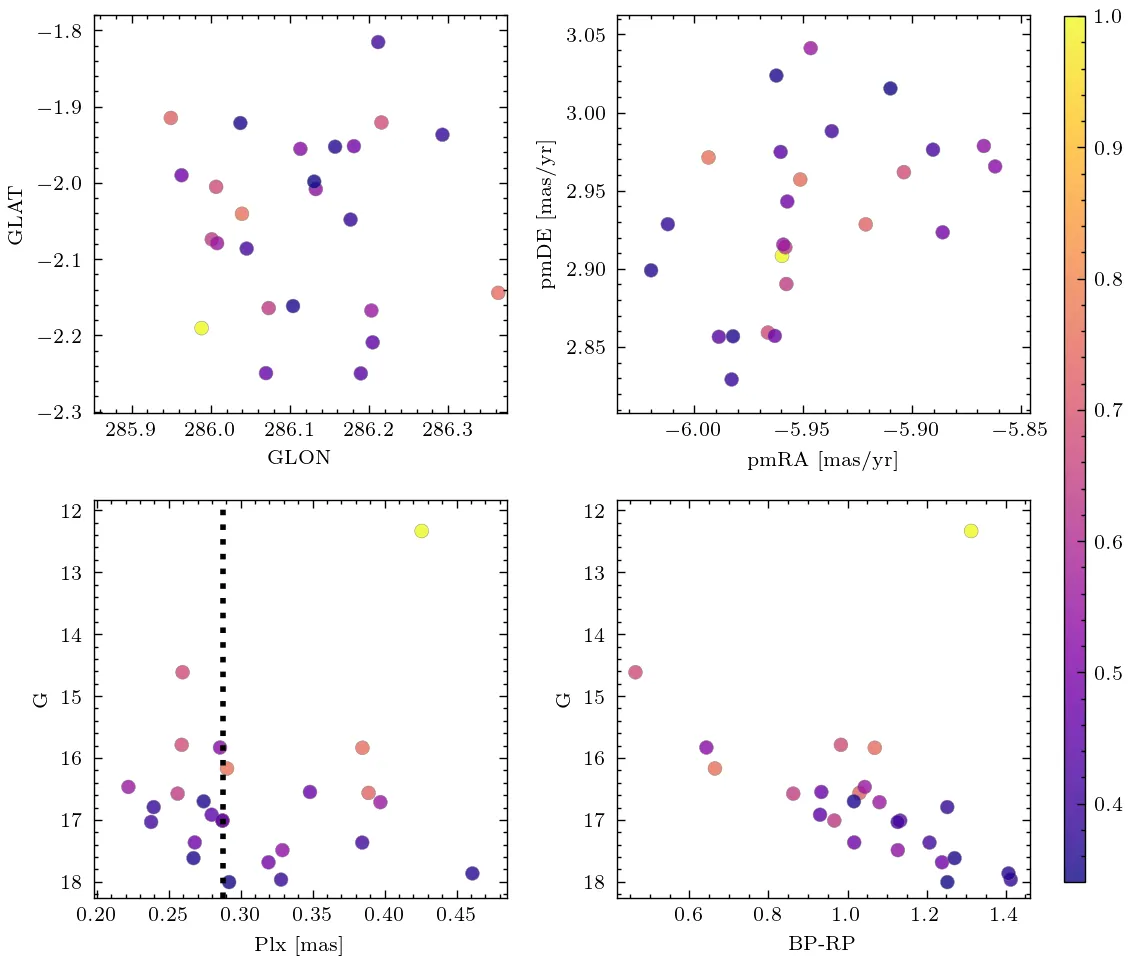 −1.8
−1.9
−2.0
−2.1
−2.2
−2.3
GLAT
285.9 286.0 286.1 286.2 286.3
GLON
3.05
3.00
2.95
2.90
2.85
pmDE [mas/yr]
−6.00 −5.95 −5.90 −5.85
pmRA [mas/yr]
12
13
14
15
16
17
18
G
0.20 0.25 0.30 0.35 0.40 0.45
Plx [mas]
12
13
14
15
16
17
18
G
0.6 0.8 1.0 1.2 1.4
BP-RP
1.0
0.9
0.8
0.7
0.6
0.5
0.4